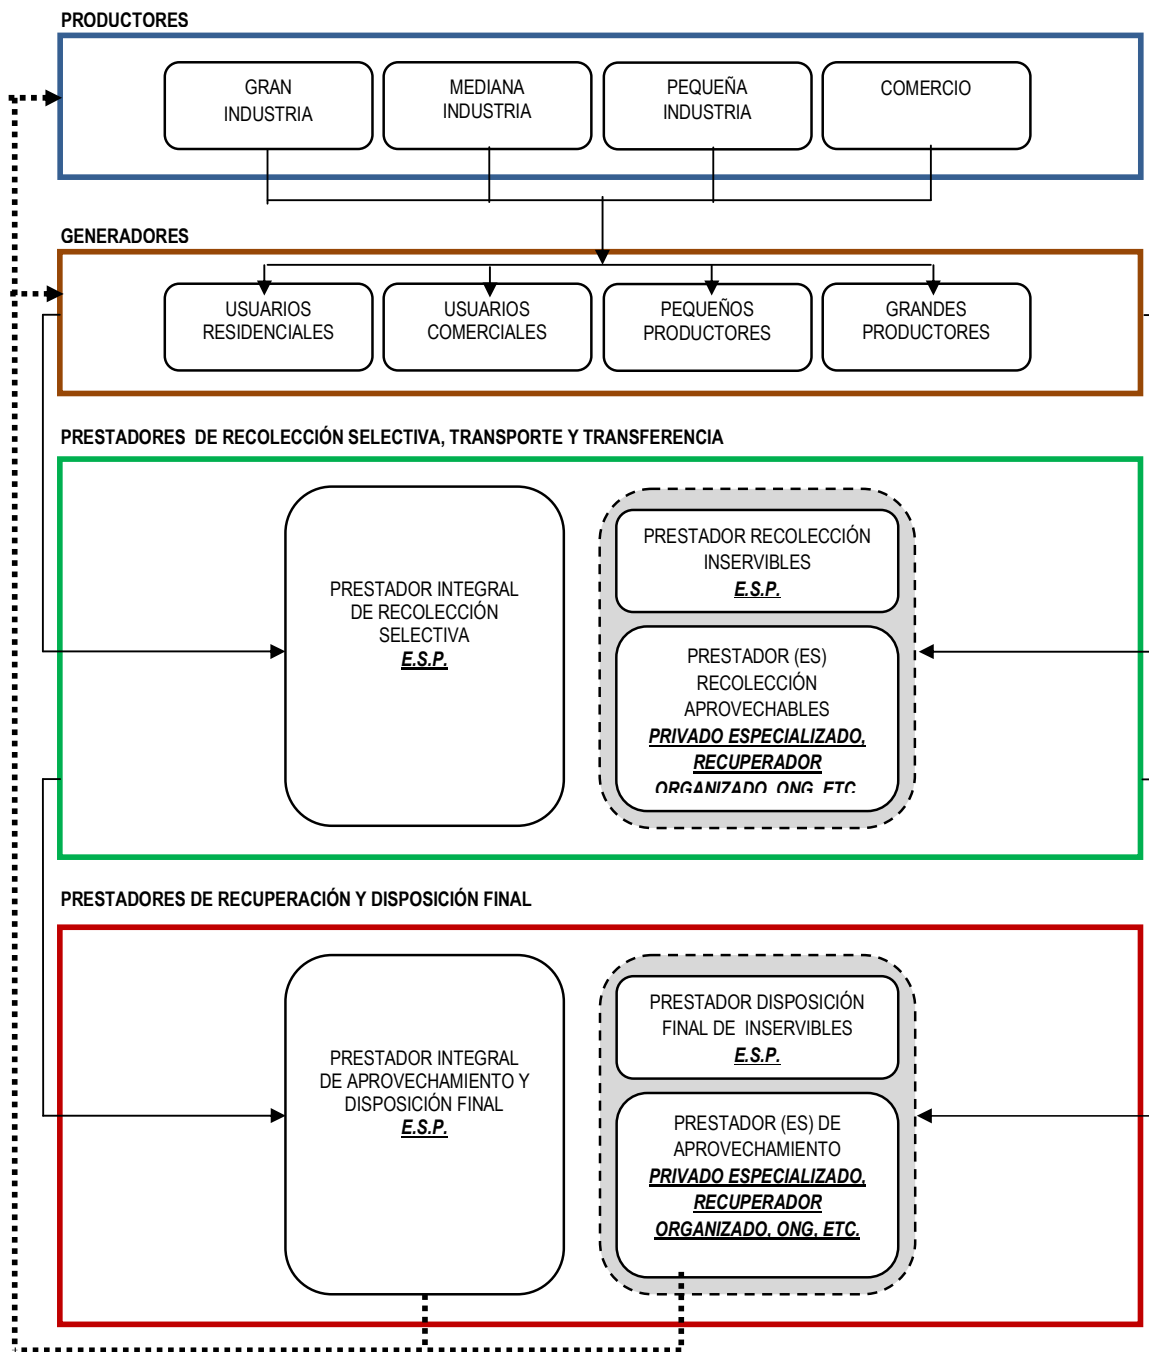 PRODUCTORES
GRAN
INDUSTRIA
MEDIANA
INDUSTRIA
PEQUEÑA
INDUSTRIA
COMERCIO
GENERADORES
USUARIOS
RESIDENCIALES
USUARIOS
COMERCIALES
PEQUEÑOS
PRODUCTORES
GRANDES
PRODUCTORES
PRESTADORES DE RECOLECCIÓN SELECTIVA, TRANSPORTE Y TRANSFERENCIA
PRESTADOR INTEGRAL
DE RECOLECCIÓN
SELECTIVA
E.S.P.
PRESTADOR RECOLECCIÓN
INSERVIBLES
E.S.P.
PRESTADOR (ES)
RECOLECCIÓN
APROVECHABLES
PRIVADO ESPECIALIZADO,
RECUPERADOR
ORGANIZADO, ONG, ETC
PRESTADORES DE RECUPERACIÓN Y DISPOSICIÓN FINAL
PRESTADOR INTEGRAL
DE APROVECHAMIENTO Y
DISPOSICIÓN FINAL
E.S.P.
PRESTADOR DISPOSICIÓN
FINAL DE INSERVIBLES
E.S.P.
PRESTADOR (ES) DE
APROVECHAMIENTO
PRIVADO ESPECIALIZADO,
RECUPERADOR
ORGANIZADO, ONG, ETC.